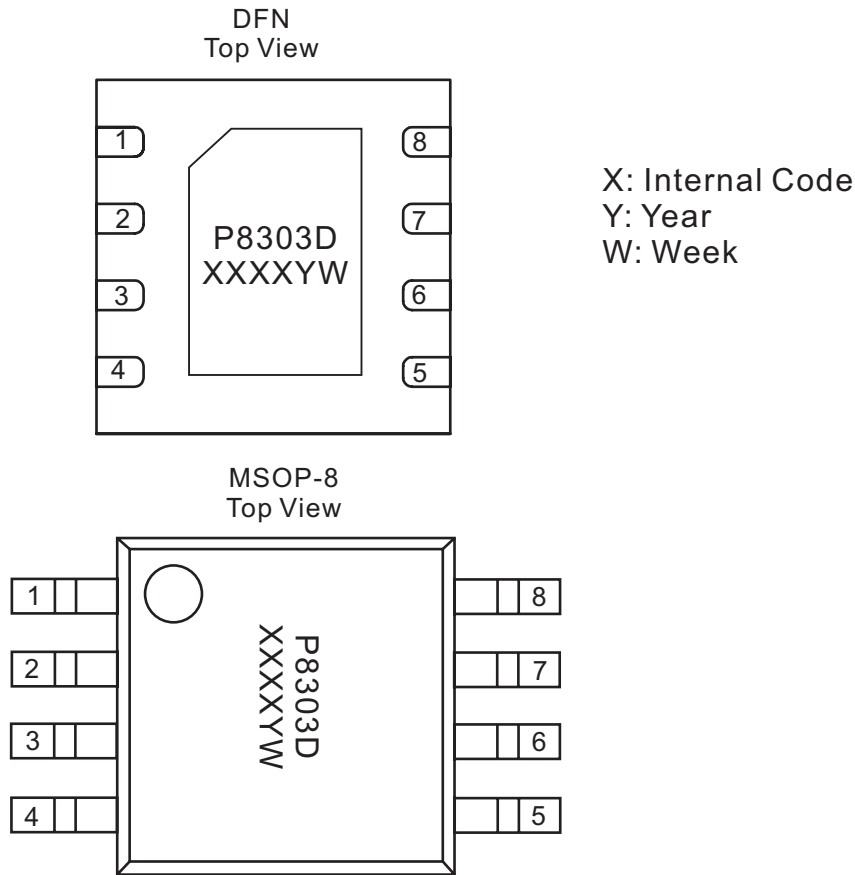 DFN
Top View
1
8
2
7
3
6
4
5
P8303D
XXXXYW
X: Internal Code
Y: Year
W: Week
MSOP-8
Top View
1
8
2
7
3
6
4
5
P8303D
XXXXYW